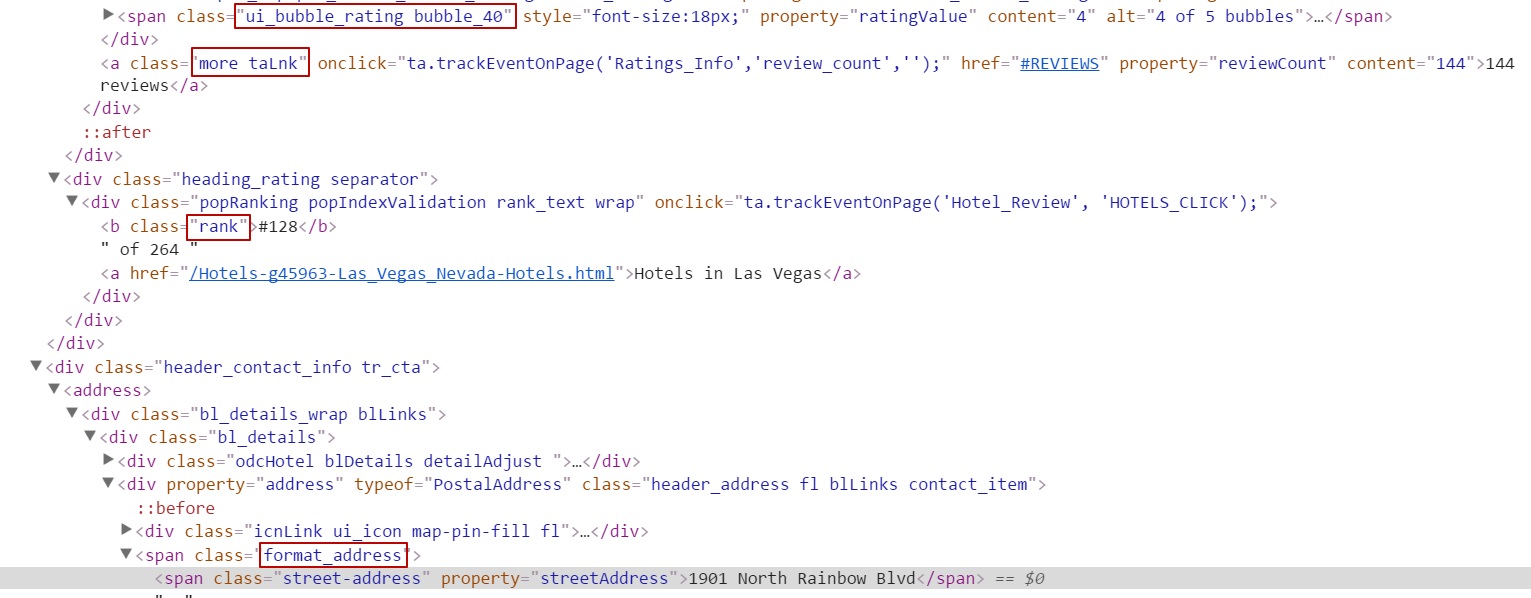 <span class="ui_bubble_rating bubble_40" style="font-size:18px;" property="ratingValue" content="4" alt="4 of 5 bubbles">…</span>
</div>
<a class="more taLnk" onclick="ta.trackEventOnPage('Ratings_Info','review_count','');" href="#REVIEWS" property="reviewCount" content="144">144
reviews</a>
</div>
::after
</div>
<div class="heading_rating separator">
<div class="popRanking popIndexValidation rank_text wrap" onclick="ta.trackEventOnPage('Hotel_Review', 'HOTELS_CLICK');">
<b class="rank">#128</b>
" of 264 "
<a href="/Hotels-g45963-Las_Vegas_Nevada-Hotels.html">Hotels in Las Vegas</a>
</div>
</div>
</div>
<div class="header_contact_info tr_cta">
<address>
<div class="bl_details_wrap blLinks">
<div class="bl_details">
<div class="odcHotel blDetails detailAdjust ">…</div>
<div property="address" typeof="PostalAddress" class="header_address fl blLinks contact_item">
::before
<div class="icnLink ui_icon map-pin-fill fl">…</div>
<span class="format_address">
<span class="street-address" property="streetAddress">1901 North Rainbow Blvd</span> == $0